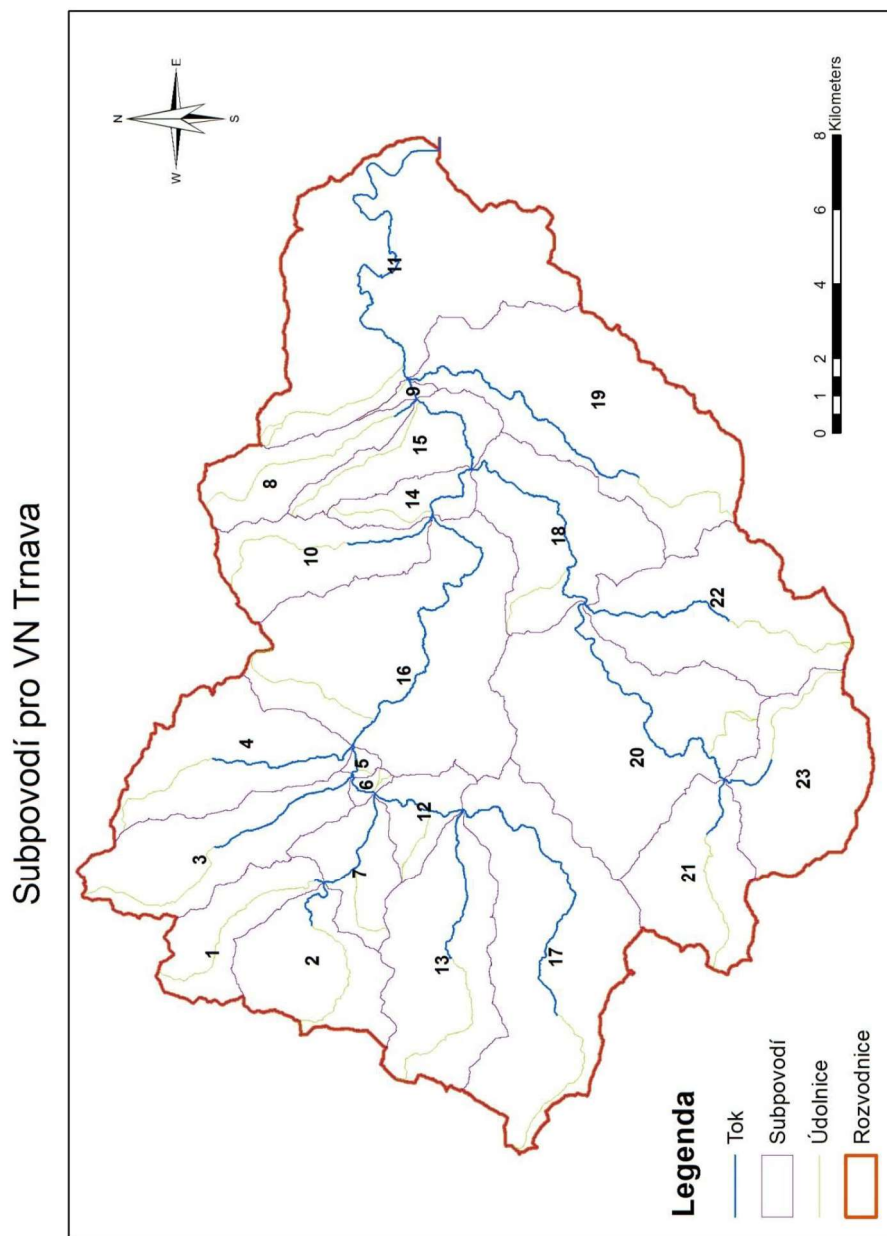 Subpovodí pro VN Trnava
N
W
E
S
1
2
3
4
5
6
7
8
9
10
11
12
13
14
15
16
17
18
19
20
21
22
23
Legenda
Tok
Subpovodí
Údolnice
Rozvodnice
0 1 2 4 6 8
Kilometers